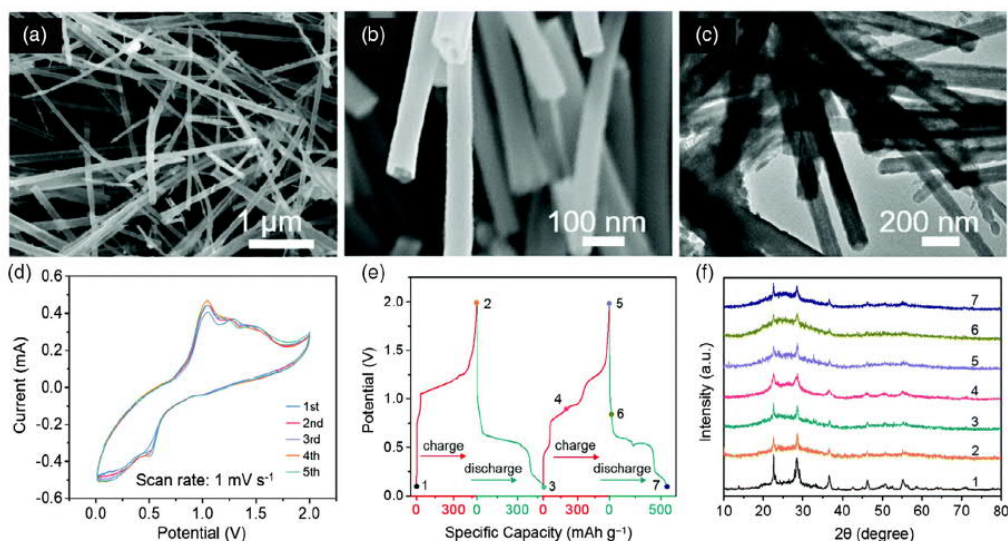 (a)
1 µm
(b)
100 nm
(c)
200 nm
(d)
0.6
0.4
0.2
0.0
-0.2
-0.4
-0.6
Current (mA)
1st
2nd
3rd
4th
5th
Scan rate: 1 mV s⁻¹
0.0 0.5 1.0 1.5 2.0
Potential (V)
(e)
2.0
1.5
1.0
0.5
0.0
Potential (V)
2
5
4
6
charge
charge
discharge
discharge
1
3
7
0 300 0 300 0 300 0 550
Specific Capacity (mAh g⁻¹)
(f)
Intensity (a.u.)
7
6
5
4
3
2
1
10 20 30 40 50 60 70 80
2θ (degree)